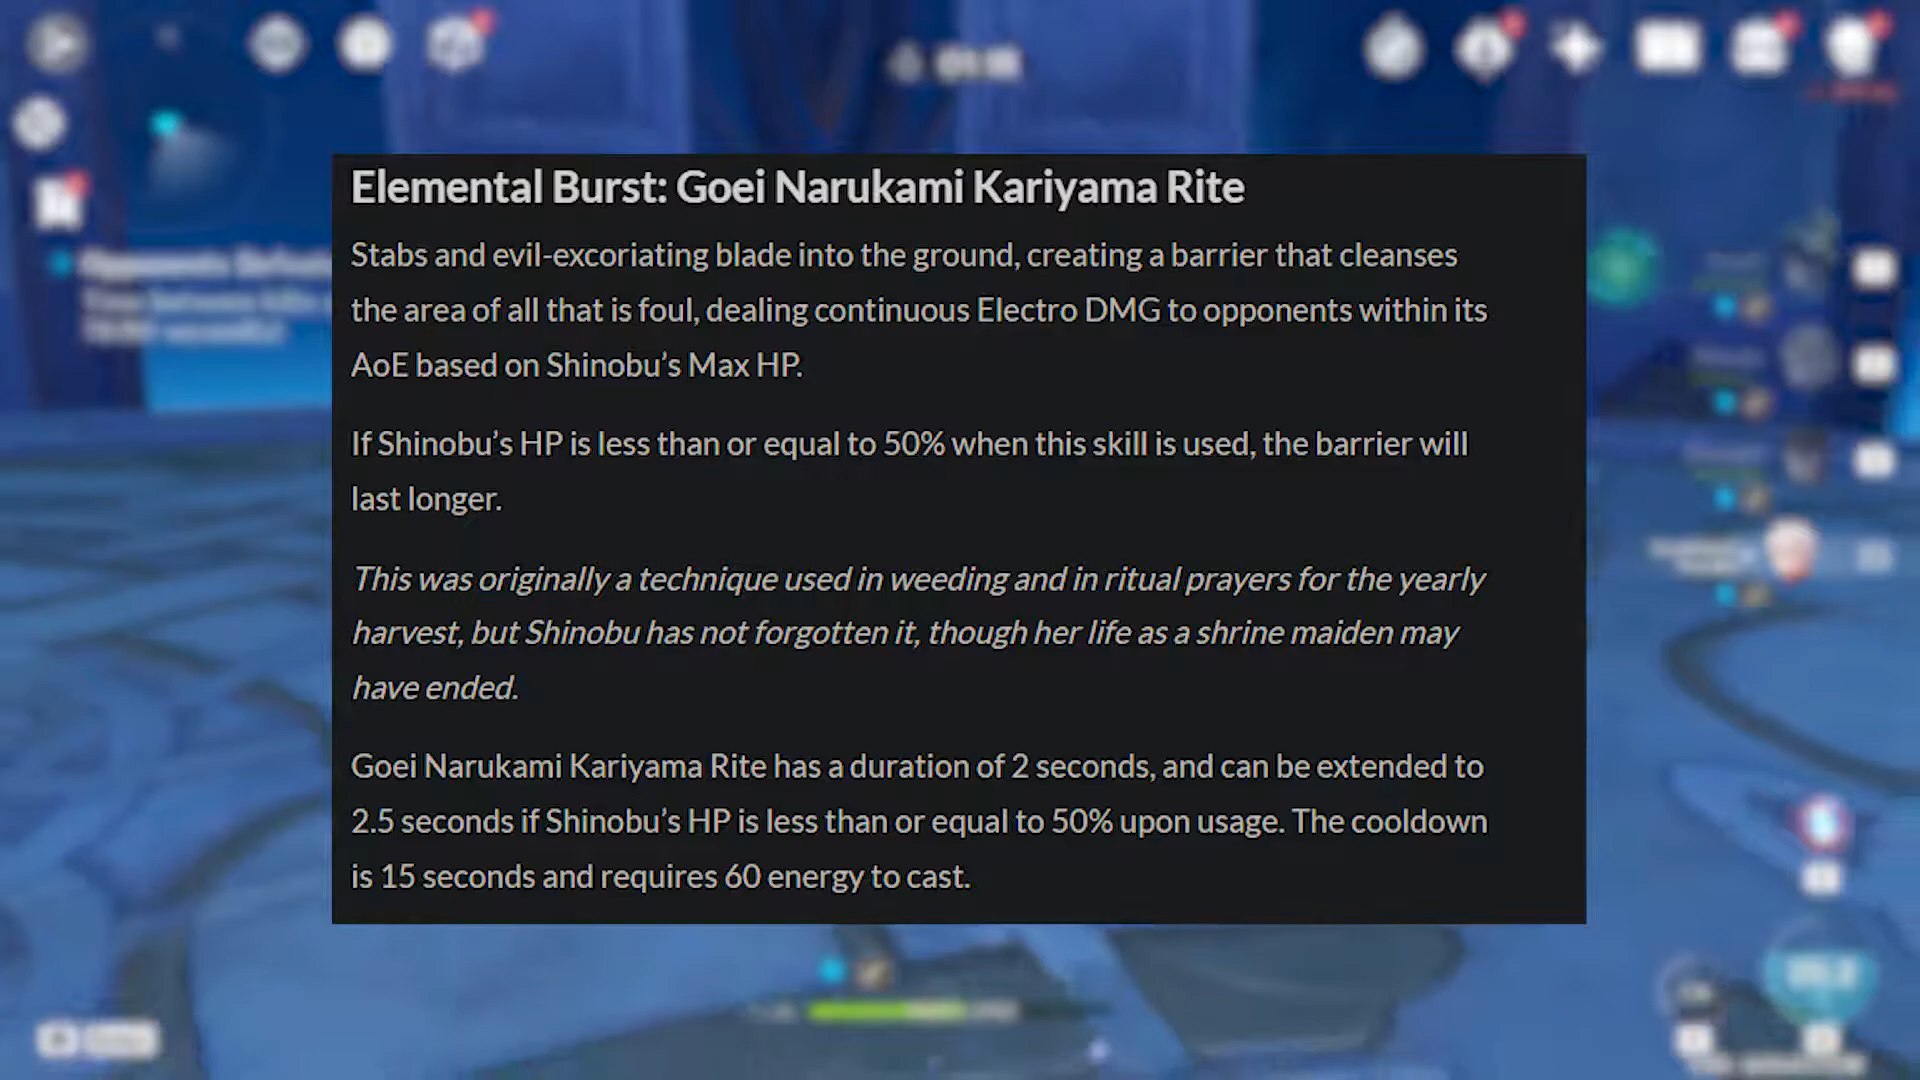 Elemental Burst: Goei Narukami Kariyama Rite
Stabs and evil-excoriating blade into the ground, creating a barrier that cleanses
the area of all that is foul, dealing continuous Electro DMG to opponents within its
AoE based on Shinobu's Max HP.
If Shinobu's HP is less than or equal to 50% when this skill is used, the barrier will
last longer.
This was originally a technique used in weeding and in ritual prayers for the yearly
harvest, but Shinobu has not forgotten it, though her life as a shrine maiden may
have ended.
Goei Narukami Kariyama Rite has a duration of 2 seconds, and can be extended to
2.5 seconds if Shinobu's HP is less than or equal to 50% upon usage. The cooldown
is 15 seconds and requires 60 energy to cast.